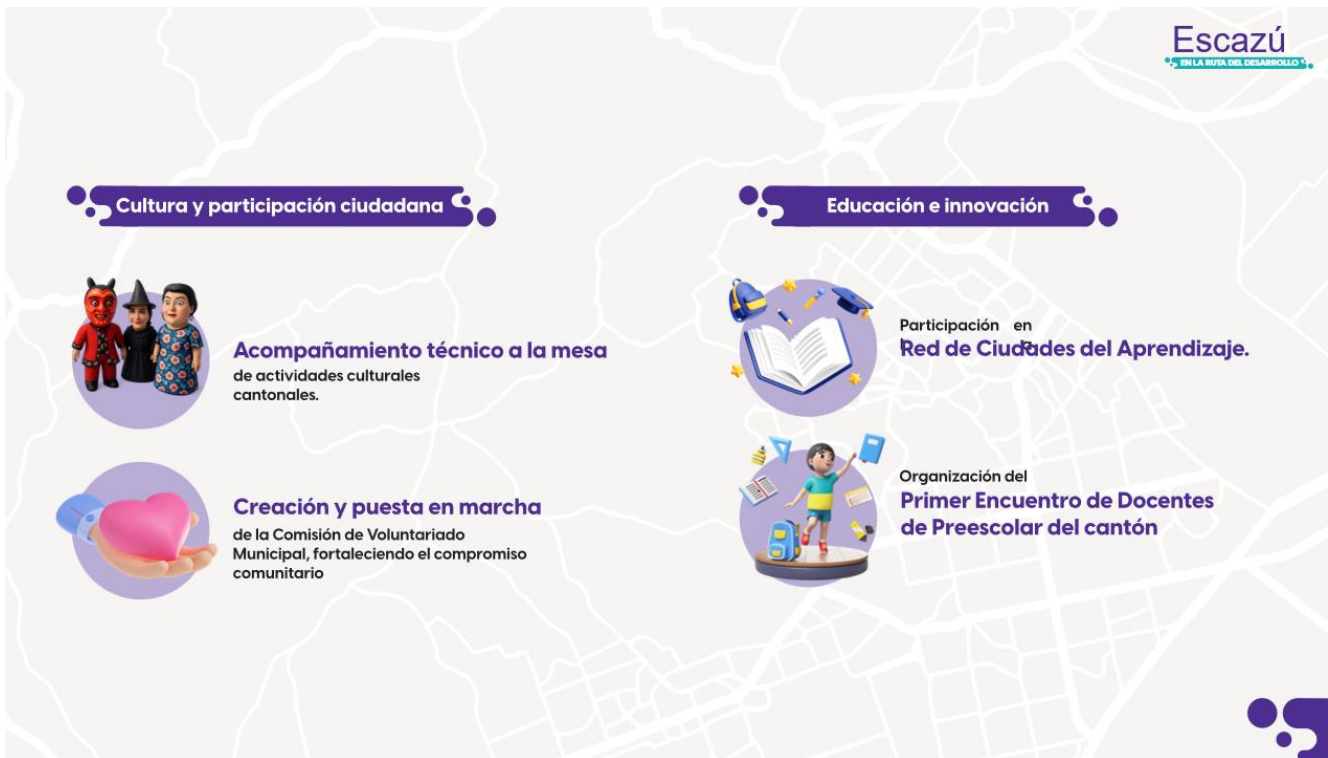 Escazú
EN LA RUTA DEL DESARROLLO
Cultura y participación ciudadana
Acompañamiento técnico a la mesa
de actividades culturales
cantonales.
Creación y puesta en marcha
de la Comisión de Voluntariado
Municipal, fortaleciendo el compromiso
comunitario
Educación e innovación
Participación en
Red de Ciudades del Aprendizaje.
Organización del
Primer Encuentro de Docentes
de Preescolar del cantón